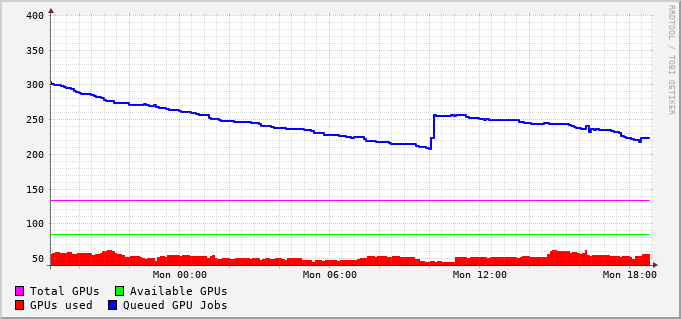 400
350
300
250
200
150
100
50
Mon 00:00 Mon 06:00 Mon 12:00 Mon 18:00
Total GPUs Available GPUs
GPUs used Queued GPU Jobs
RRDTOOL / TOBI OETIKER